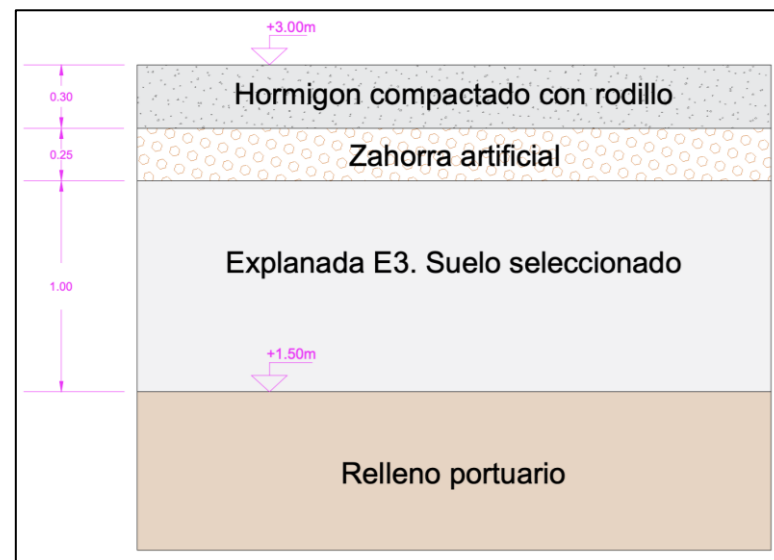 +3.00m
0.30
Hormigon compactado con rodillo
0.25
Zahorra artificial
Explanada E3. Suelo seleccionado
1.00
+1.50m
Relleno portuario